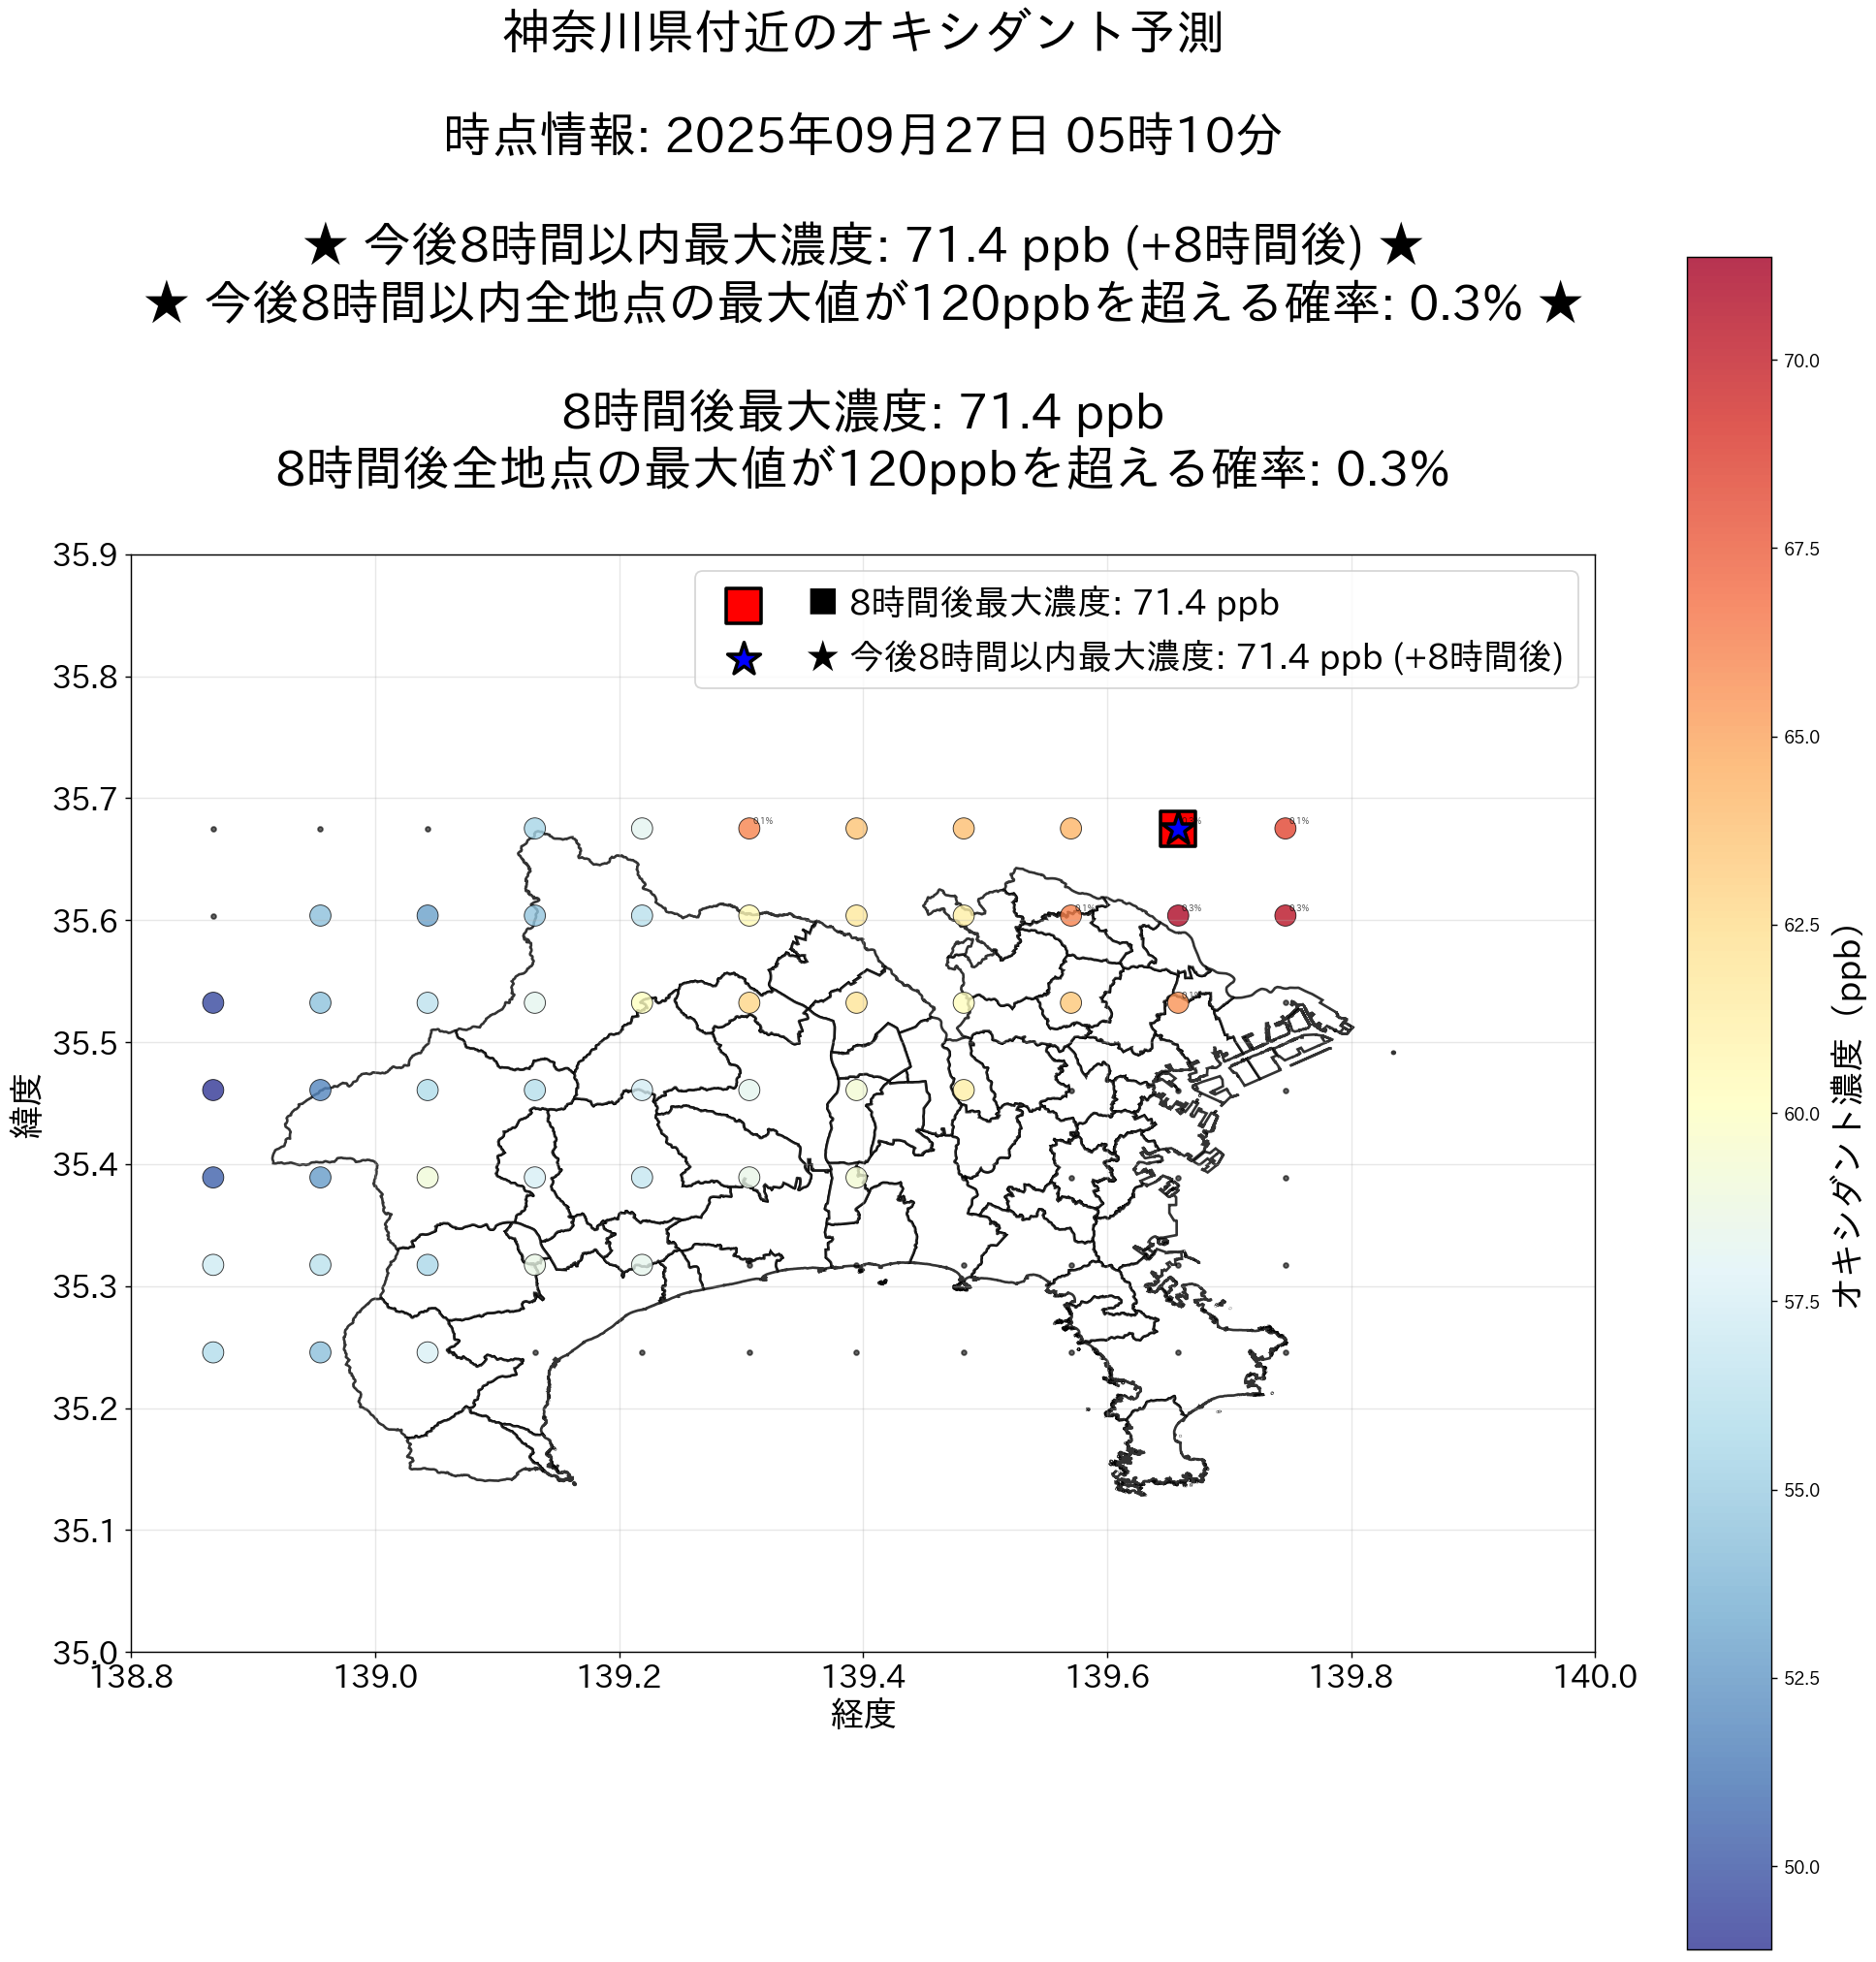 神奈川県付近のオキシダント予測
時点情報: 2025年09月27日 05時10分
★ 今後8時間以内最大濃度: 71.4 ppb (+8時間後) ★
★ 今後8時間以内全地点の最大値が120ppbを超える確率: 0.3% ★
8時間後最大濃度: 71.4 ppb
8時間後全地点の最大値が120ppbを超える確率: 0.3%
■ 8時間後最大濃度: 71.4 ppb
★ 今後8時間以内最大濃度: 71.4 ppb (+8時間後)
35.9
35.8
35.7
35.6
35.5
35.4
35.3
35.2
35.1
35.0
緯度
138.8 139.0 139.2 139.4 139.6 139.8 140.0
経度
0.1% 0.1%
0.1% 0.3% 0.3%
70.0
67.5
65.0
62.5
60.0
57.5
55.0
52.5
50.0
オキシダント濃度 (ppb)